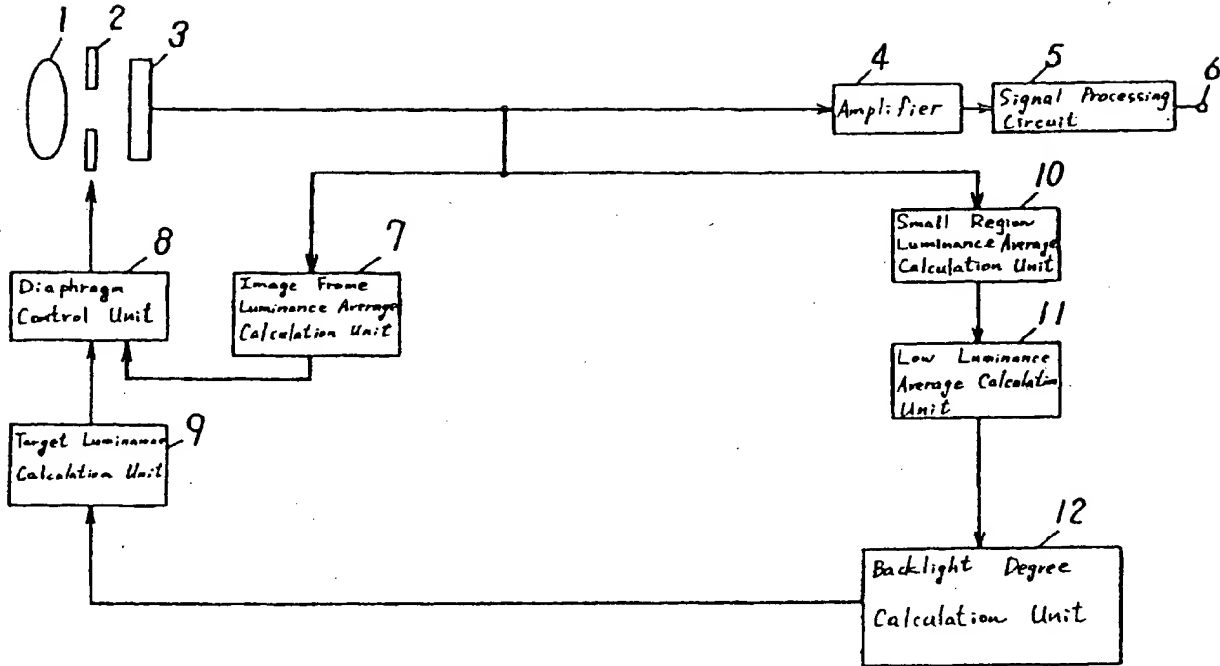 1
2
3
4
5
6
Amplifier
Signal Processing
Circuit
10
Small Region
Luminance Average
Calculation Unit
8
7
Diaphragm
Control Unit
Image Frame
Luminance Average
Calculation Unit
11
Low Luminance
Average Calculation
Unit
9
Target Luminance
Calculation Unit
12
Backlight Degree
Calculation Unit